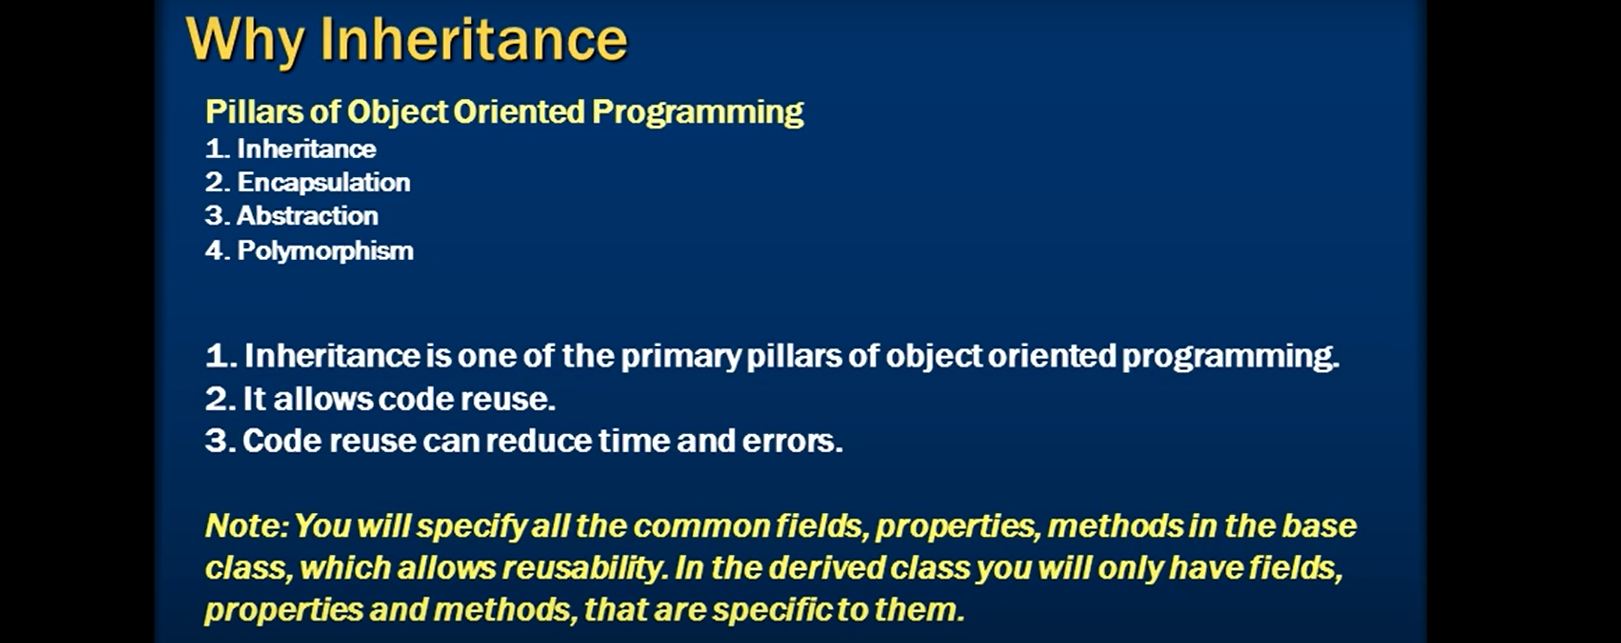 Why Inheritance
Pillars of Object Oriented Programming
1. Inheritance
2. Encapsulation
3. Abstraction
4. Polymorphism
1. Inheritance is one of the primary pillars of object oriented programming.
2. It allows code reuse.
3. Code reuse can reduce time and errors.
Note: You will specify all the common fields, properties, methods in the base
class, which allows reusability. In the derived class you will only have fields,
properties and methods, that are specific to them.